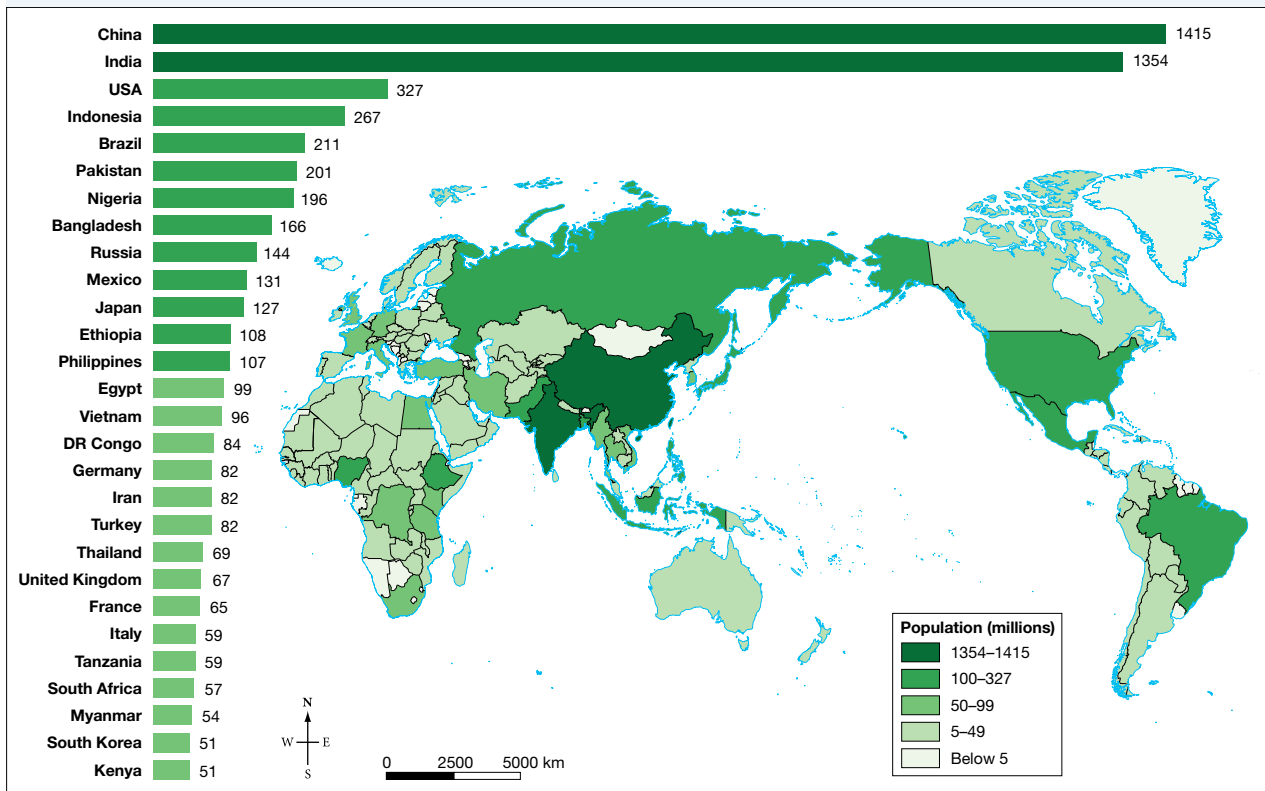 China 1415
India 1354
USA 327
Indonesia 267
Brazil 211
Pakistan 201
Nigeria 196
Bangladesh 166
Russia 144
Mexico 131
Japan 127
Ethiopia 108
Philippines 107
Egypt 99
Vietnam 96
DR Congo 84
Germany 82
Iran 82
Turkey 82
Thailand 69
United Kingdom 67
France 65
Italy 59
Tanzania 59
South Africa 57
Myanmar 54
South Korea 51
Kenya 51
N
W E
S
0 2500 5000 km
Population (millions)
1354–1415
100–327
50–99
5–49
Below 5